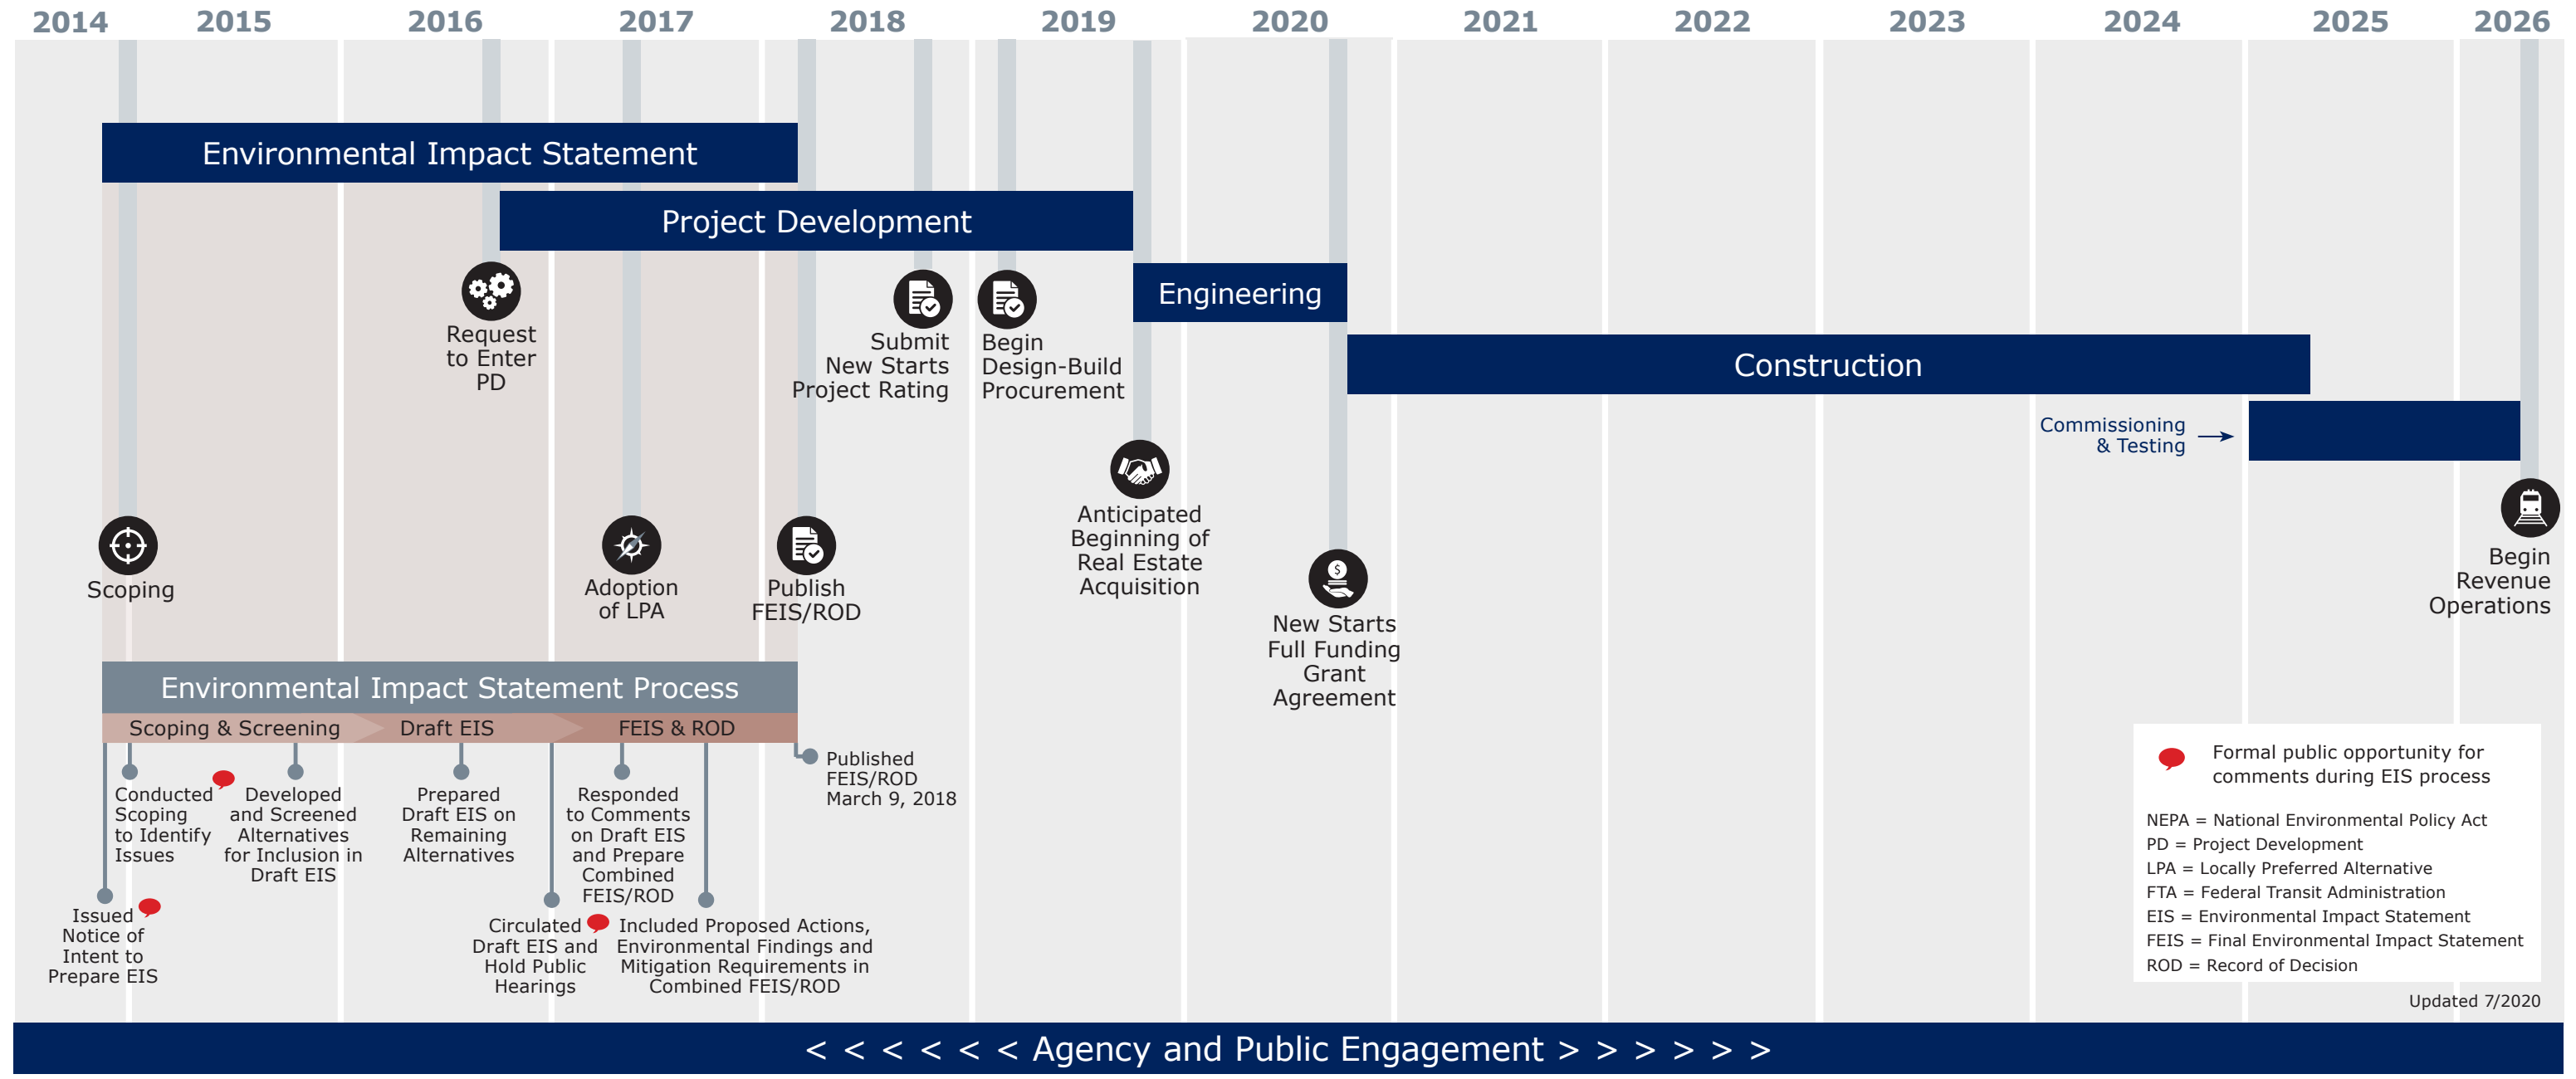 2014 2015 2016 2017 2018 2019 2020 2021 2022 2023 2024 2025 2026
Environmental Impact Statement
Project Development
Engineering
Construction
Commissioning
& Testing
Request
to Enter
PD
Submit
New Starts
Project Rating
Begin
Design-Build
Procurement
Scoping
Adoption
of LPA
Publish
FEIS/ROD
Anticipated
Beginning of
Real Estate
Acquisition
New Starts
Full Funding
Grant
Agreement
Begin
Revenue
Operations
Environmental Impact Statement Process
Scoping & Screening
Draft EIS
FEIS & ROD
Issued
Notice of
Intent to
Prepare EIS
Conducted
Scoping
to Identify
Issues
Developed
and Screened
Alternatives
for Inclusion in
Draft EIS
Prepared
Draft EIS on
Remaining
Alternatives
Circulated
Draft EIS and
Hold Public
Hearings
Responded
to Comments
on Draft EIS
and Prepare
Combined
FEIS/ROD
Included Proposed Actions,
Environmental Findings and
Mitigation Requirements in
Combined FEIS/ROD
Published
FEIS/ROD
March 9, 2018
Formal public opportunity for
comments during EIS process
NEPA = National Environmental Policy Act
PD = Project Development
LPA = Locally Preferred Alternative
FTA = Federal Transit Administration
EIS = Environmental Impact Statement
FEIS = Final Environmental Impact Statement
ROD = Record of Decision
Updated 7/2020
< < < < < < Agency and Public Engagement > > > > > >